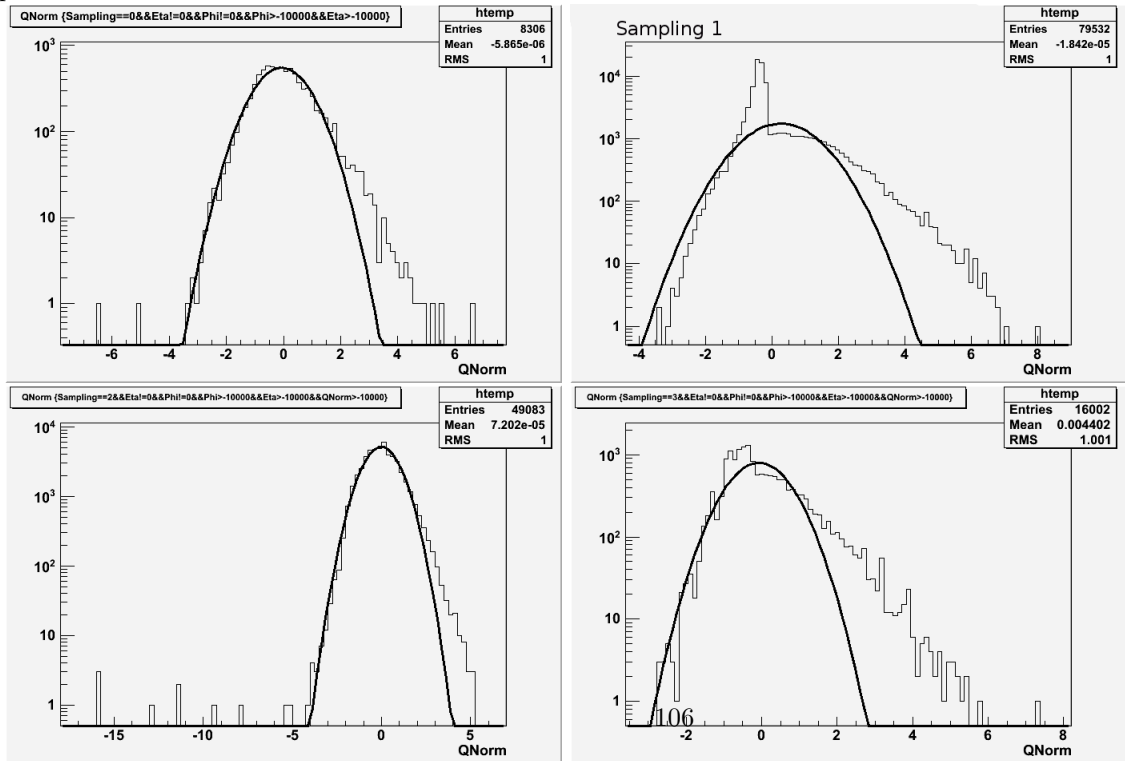 QNorm {Sampling==0&&Eta!=0&&Phi!=0&&Phi>-10000&&Eta>-10000}
htemp
Entries 8306
Mean -5.865e-06
RMS 1
10³
10²
10
1
-6 -4 -2 0 2 4 6
QNorm
Sampling 1
htemp
Entries 79532
Mean -1.842e-05
RMS 1
10⁴
10³
10²
10
1
-4 -2 0 2 4 6 8
QNorm
QNorm {Sampling==2&&Eta!=0&&Phi!=0&&Phi>-10000&&Eta>-10000&&QNorm>-10000}
htemp
Entries 49083
Mean 7.202e-05
RMS 1
10⁴
10³
10²
10
1
-15 -10 -5 0 5
QNorm
QNorm {Sampling==3&&Eta!=0&&Phi!=0&&Phi>-10000&&Eta>-10000&&QNorm>-10000}
htemp
Entries 16002
Mean 0.004402
RMS 1.001
10³
10²
10
1
106
-2 0 2 4 6 8
QNorm